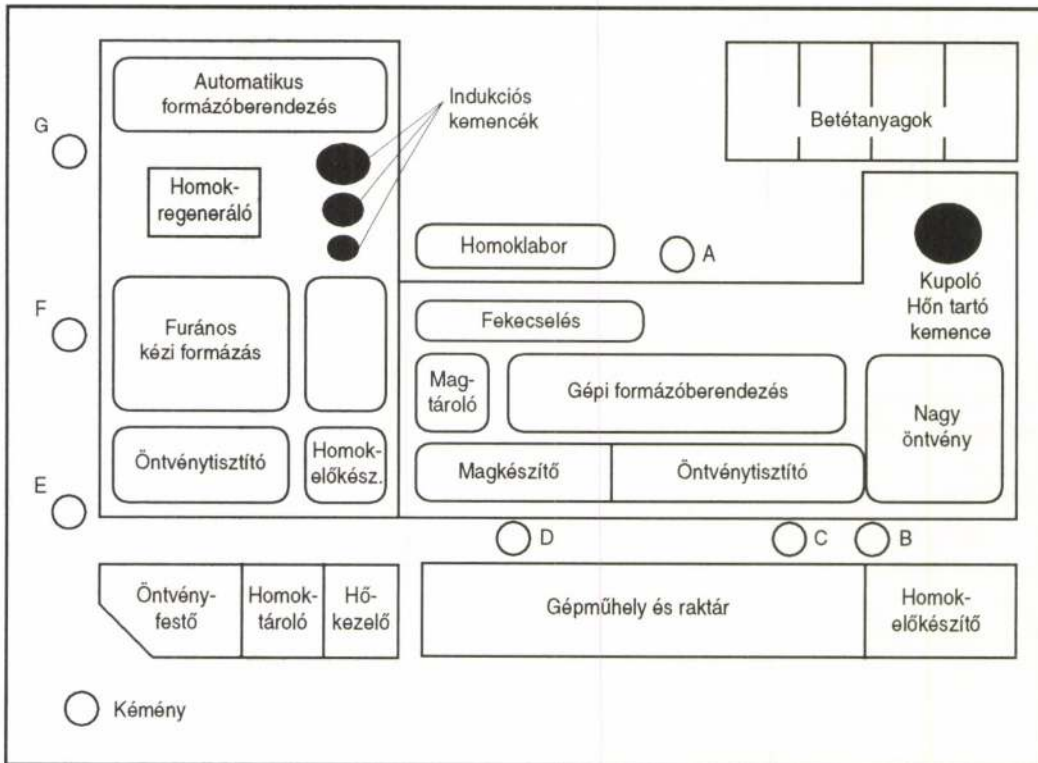 Automatikus
formázóberendezés
Indukciós
kemencék
Betétanyagok
G
Homok-
regeneráló
Homoklabor
A
Kupoló
Hőn tartó
kemence
F
Furános
kézi formázás
Fekecselés
Mag-
tároló
Gépi formázóberendezés
Nagy
öntvény
E
Öntvénytisztító
Homok-
előkész.
Magkészítő
Öntvénytisztító
D
C
B
Öntvény-
festő
Homok-
tároló
Hő-
kezelő
Gépműhely és raktár
Homok-
előkészítő
Kémény